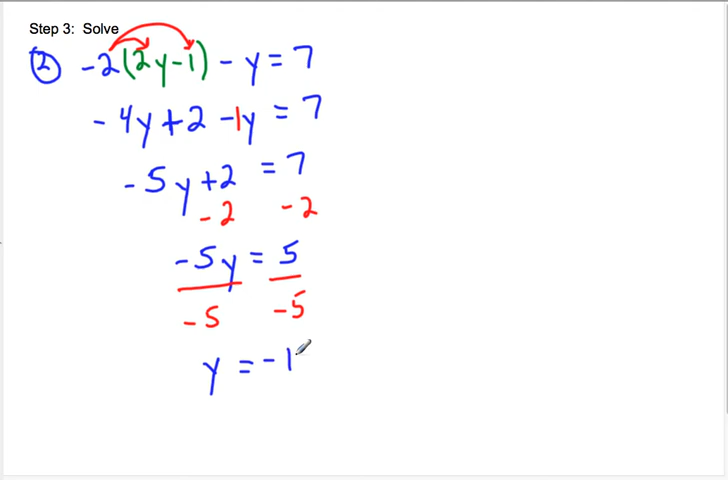 Step 3: Solve
② -2(2y-1) - y = 7
-4y+2 -1y = 7
-5y+2 = 7
-2 -2
-5y = 5
-5 -5
y = -1